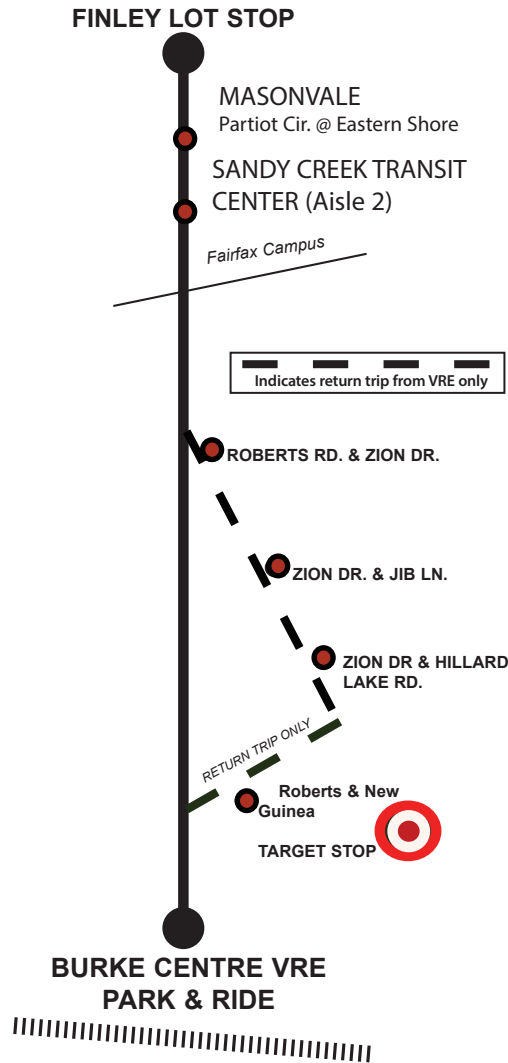 FINLEY LOT STOP
MASONVALE
Partiot Cir. @ Eastern Shore
SANDY CREEK TRANSIT
CENTER (Aisle 2)
Fairfax Campus
Indicates return trip from VRE only
ROBERTS RD. & ZION DR.
ZION DR. & JIB LN.
ZION DR & HILLARD
LAKE RD.
RETURN TRIP ONLY
Roberts & New
Guinea
TARGET STOP
BURKE CENTRE VRE
PARK & RIDE